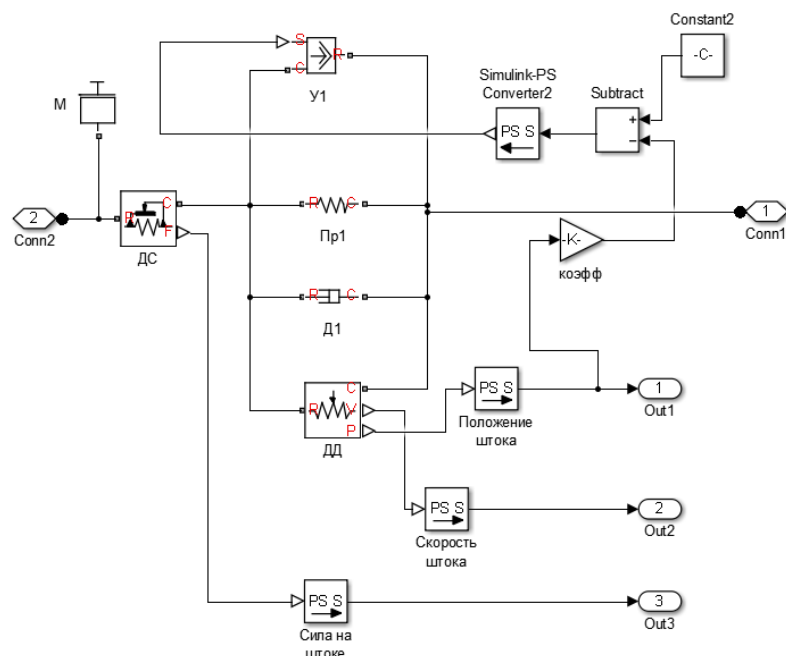 Constant2
-C-
S
C
R
У1
Simulink-PS
Converter2
PS S
Subtract
+
−
М
2
Conn2
R
C
F
ДС
R
C
Пр1
-K-
коэфф
1
Conn1
R
C
Д1
R
C
V
P
ДД
PS S
Положение
штока
1
Out1
PS S
Скорость
штока
2
Out2
PS S
Сила на
штоке
3
Out3